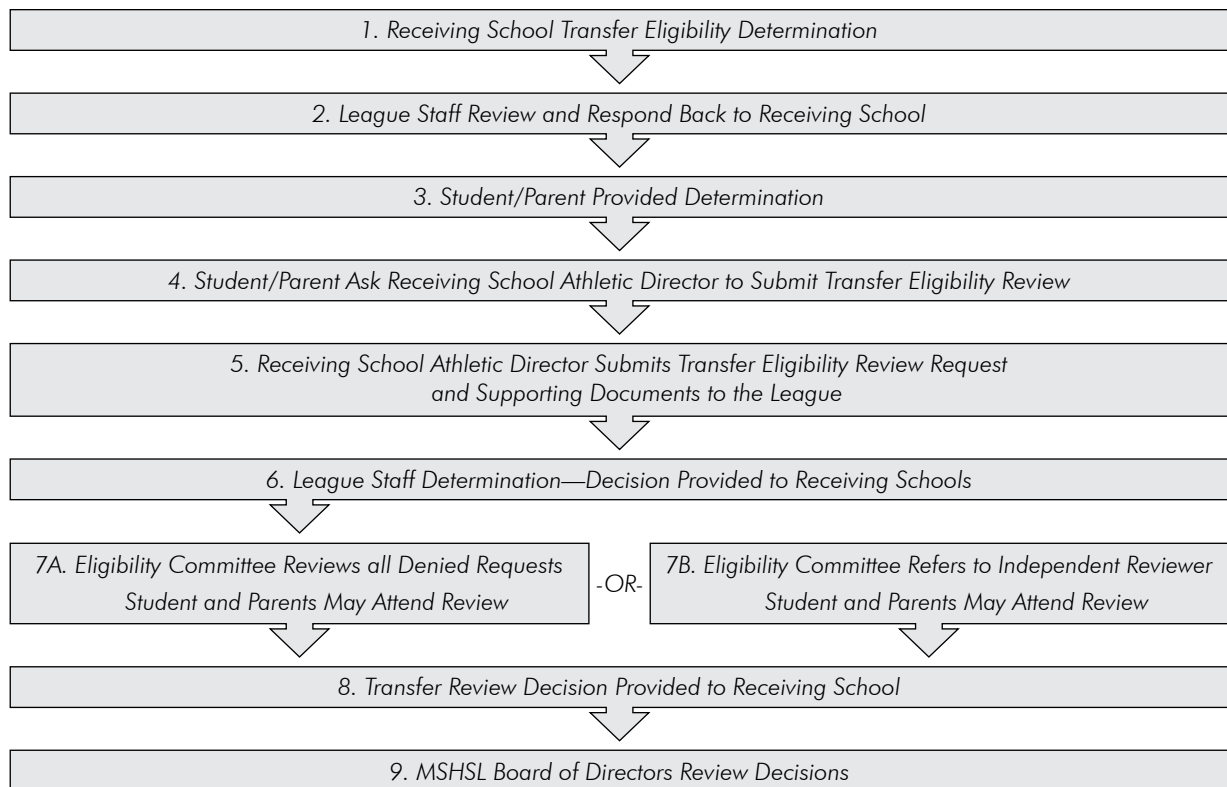 1. Receiving School Transfer Eligibility Determination
2. League Staff Review and Respond Back to Receiving School
3. Student/Parent Provided Determination
4. Student/Parent Ask Receiving School Athletic Director to Submit Transfer Eligibility Review
5. Receiving School Athletic Director Submits Transfer Eligibility Review Request
and Supporting Documents to the League
6. League Staff Determination—Decision Provided to Receiving Schools
7A. Eligibility Committee Reviews all Denied Requests
Student and Parents May Attend Review
-OR-
7B. Eligibility Committee Refers to Independent Reviewer
Student and Parents May Attend Review
8. Transfer Review Decision Provided to Receiving School
9. MSHSL Board of Directors Review Decisions